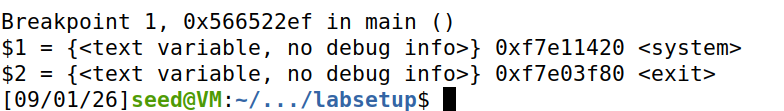 Breakpoint 1, 0x566522ef in main ()
$1 = {<text variable, no debug info>} 0xf7e11420 <system>
$2 = {<text variable, no debug info>} 0xf7e03f80 <exit>
[09/01/26]seed@VM:~/.../labsetup$